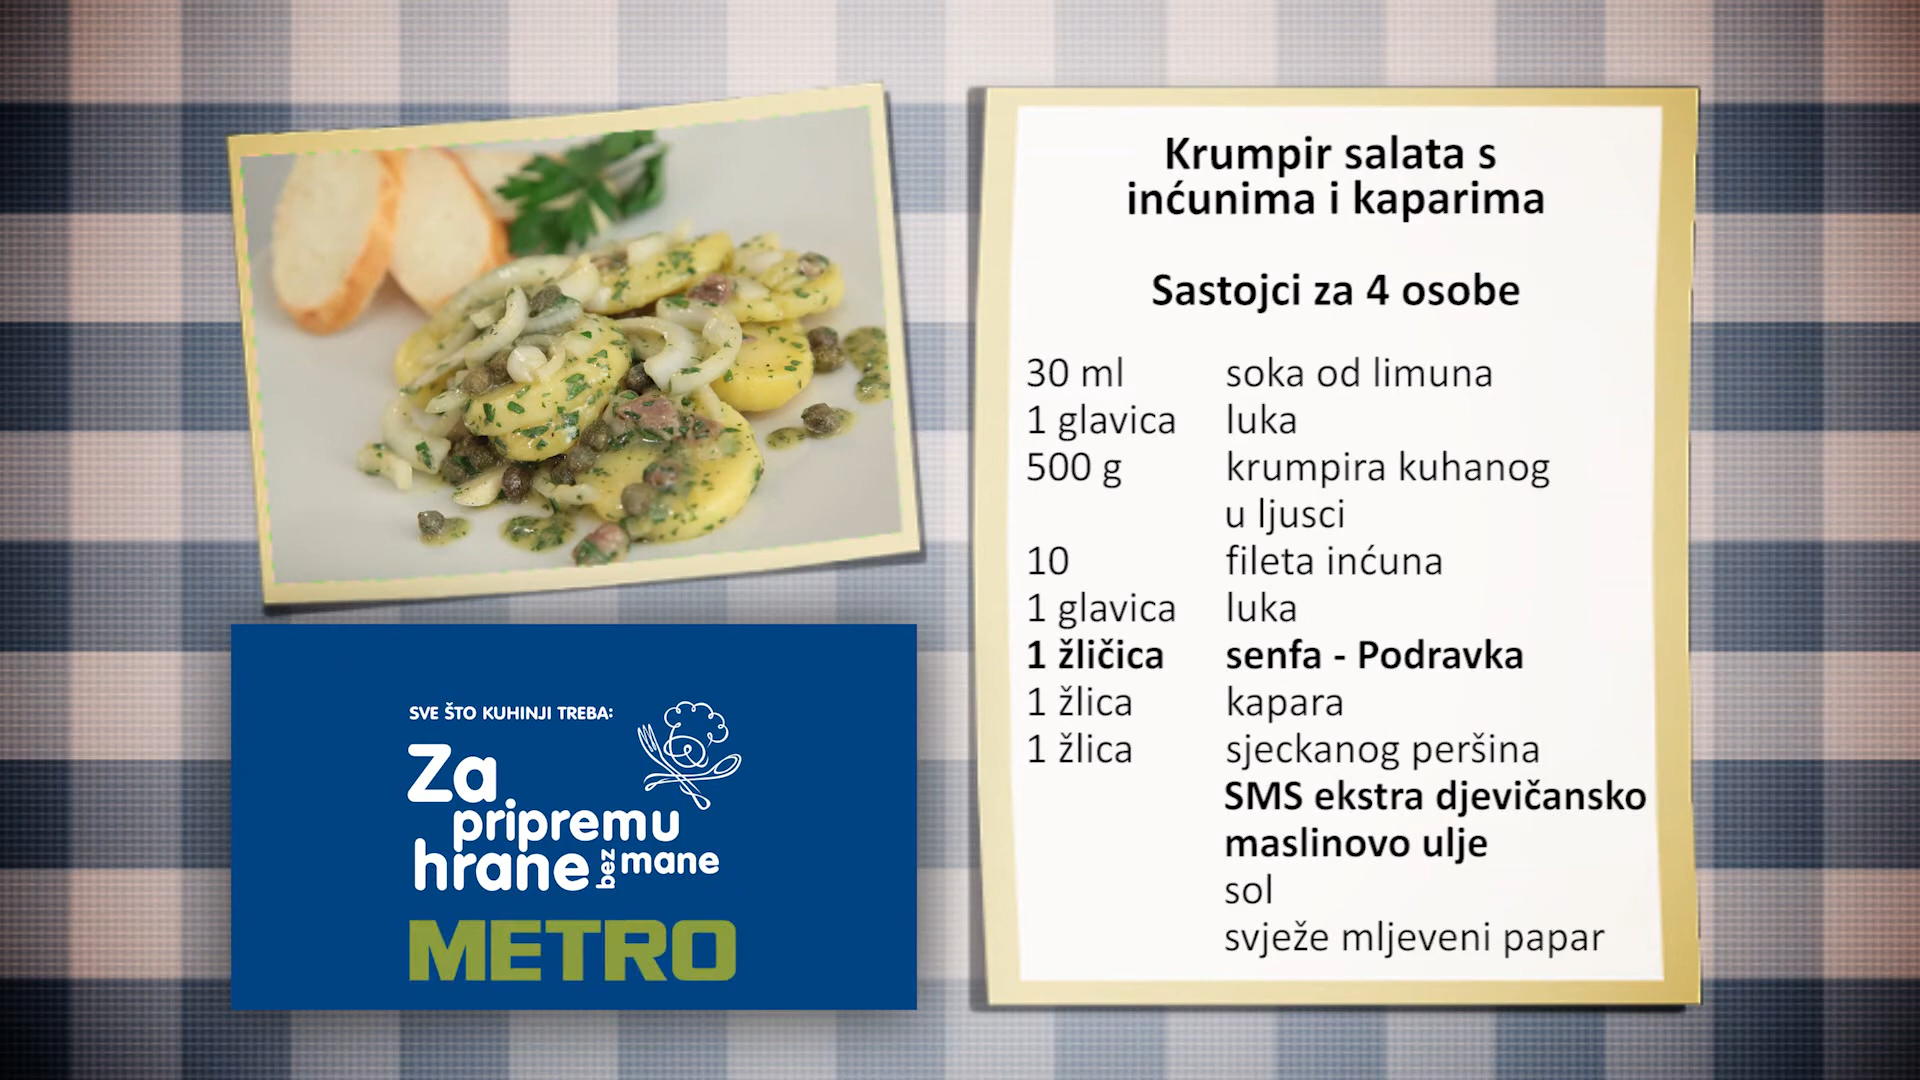 Krumpir salata s
inćunima i kaparima
Sastojci za 4 osobe
30 ml soka od limuna
1 glavica luka
500 g krumpira kuhanog
u ljusci
10 fileta inćuna
1 glavica luka
1 žličica senfa - Podravka
1 žlica kapara
1 žlica sjeckanog peršina
SMS ekstra djevičansko
maslinovo ulje
sol
svježe mljeveni papar
SVE ŠTO KUHINJI TREBA:
Za
pripremu
hrane bez mane
METRO